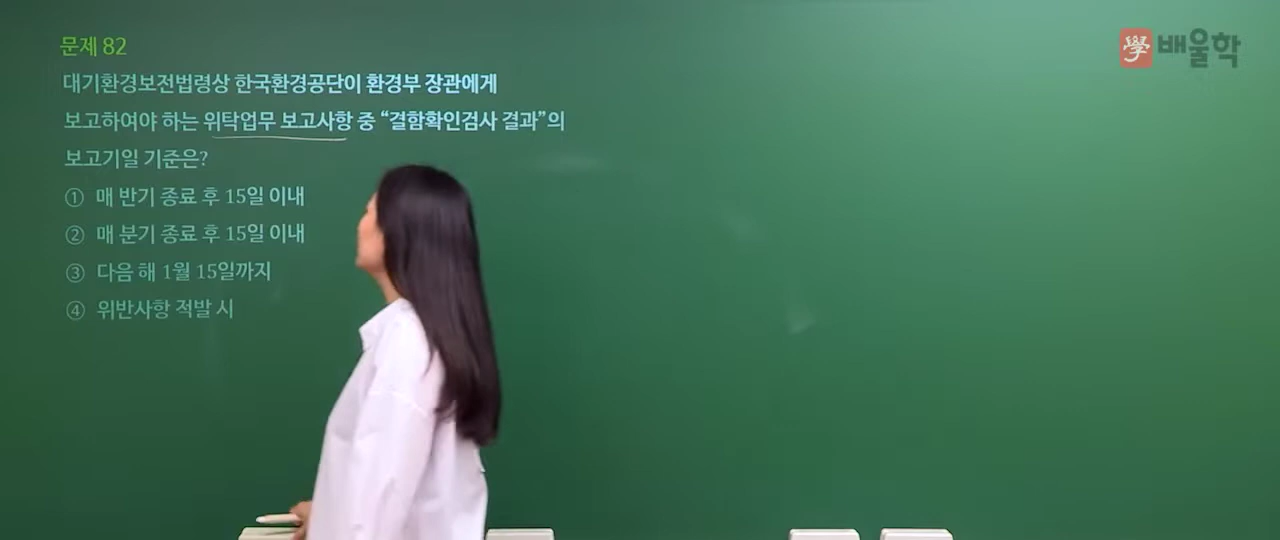 문제 82
學 배울학
대기환경보전법령상 한국환경공단이 환경부 장관에게
보고하여야 하는 위탁업무 보고사항 중 “결함확인검사 결과”의
보고기일 기준은?
① 매 반기 종료 후 15일 이내
② 매 분기 종료 후 15일 이내
③ 다음 해 1월 15일까지
④ 위반사항 적발 시